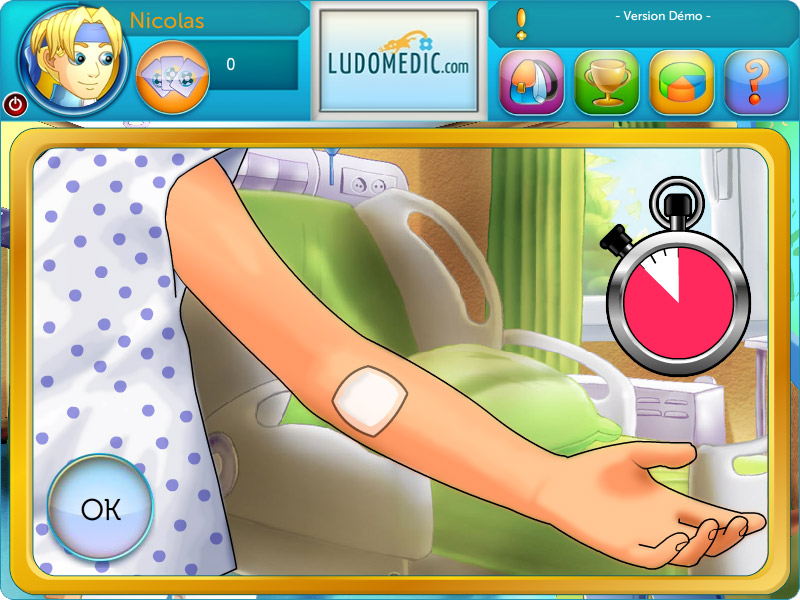 Nicolas
0
LUDOMEDIC.com
- Version Démo -
OK